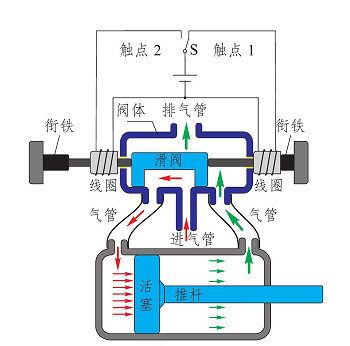 触点 2 S 触点 1
阀体 排气管
衔铁 衔铁
滑阀
线圈 线圈
气管 气管
进气管
活塞
推杆